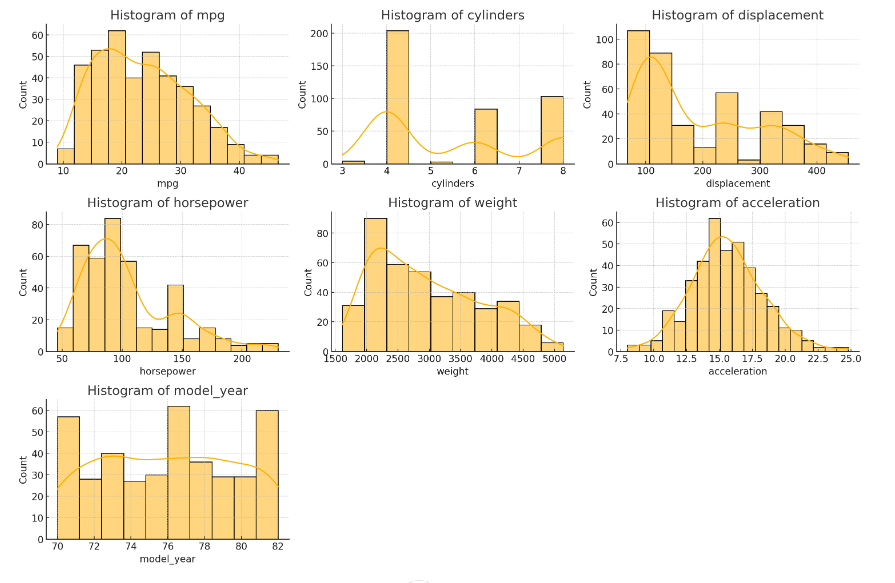 Histogram of mpg
Count
60
50
40
30
20
10
0
10 20 30 40
mpg
Histogram of cylinders
Count
200
150
100
50
0
3 4 5 6 7 8
cylinders
Histogram of displacement
Count
100
80
60
40
20
0
100 200 300 400
displacement
Histogram of horsepower
Count
80
60
40
20
0
50 100 150 200
horsepower
Histogram of weight
Count
80
60
40
20
0
1500 2000 2500 3000 3500 4000 4500 5000
weight
Histogram of acceleration
Count
60
50
40
30
20
10
0
7.5 10.0 12.5 15.0 17.5 20.0 22.5 25.0
acceleration
Histogram of model_year
Count
60
50
40
30
20
10
0
70 72 74 76 78 80 82
model_year